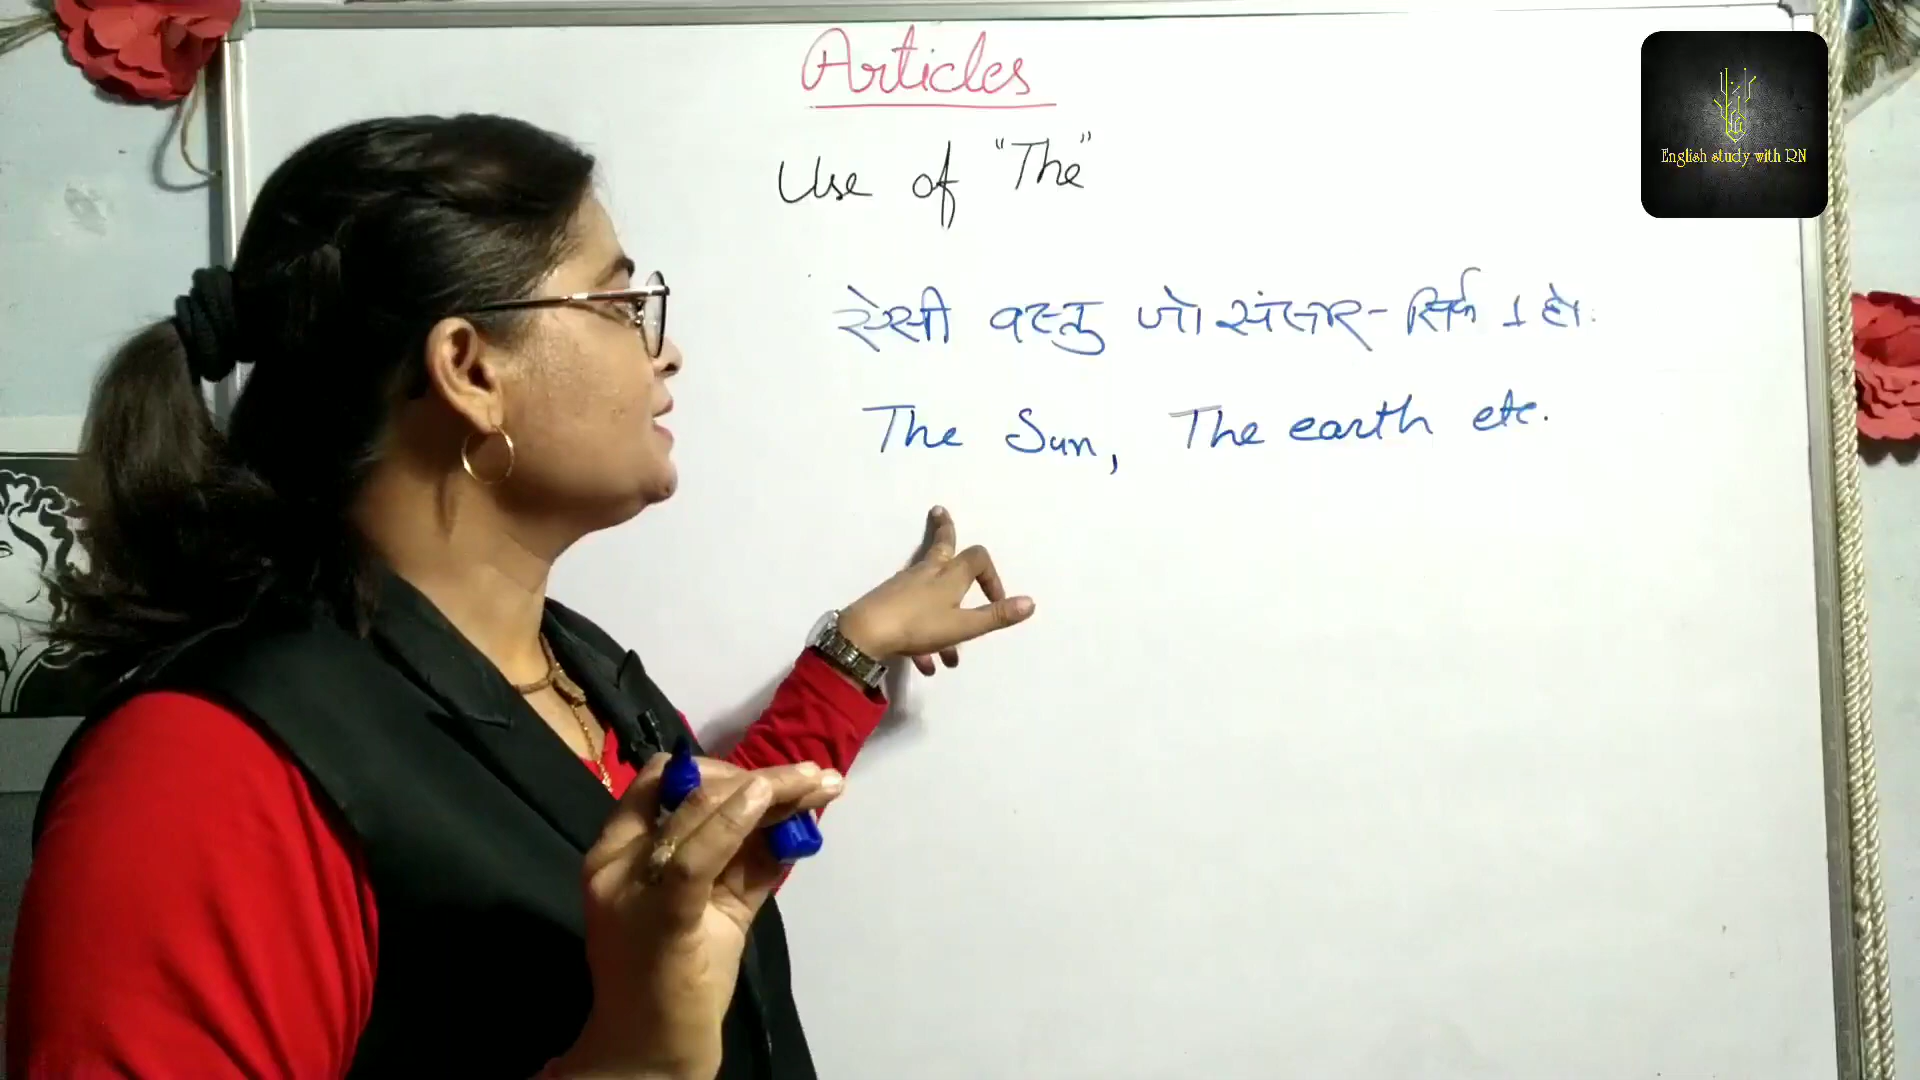 Articles
Use of "The"
ऐसी वस्तु जो संसार - सिर्फ 1 हो.
The Sun, The earth etc.
English study with RN